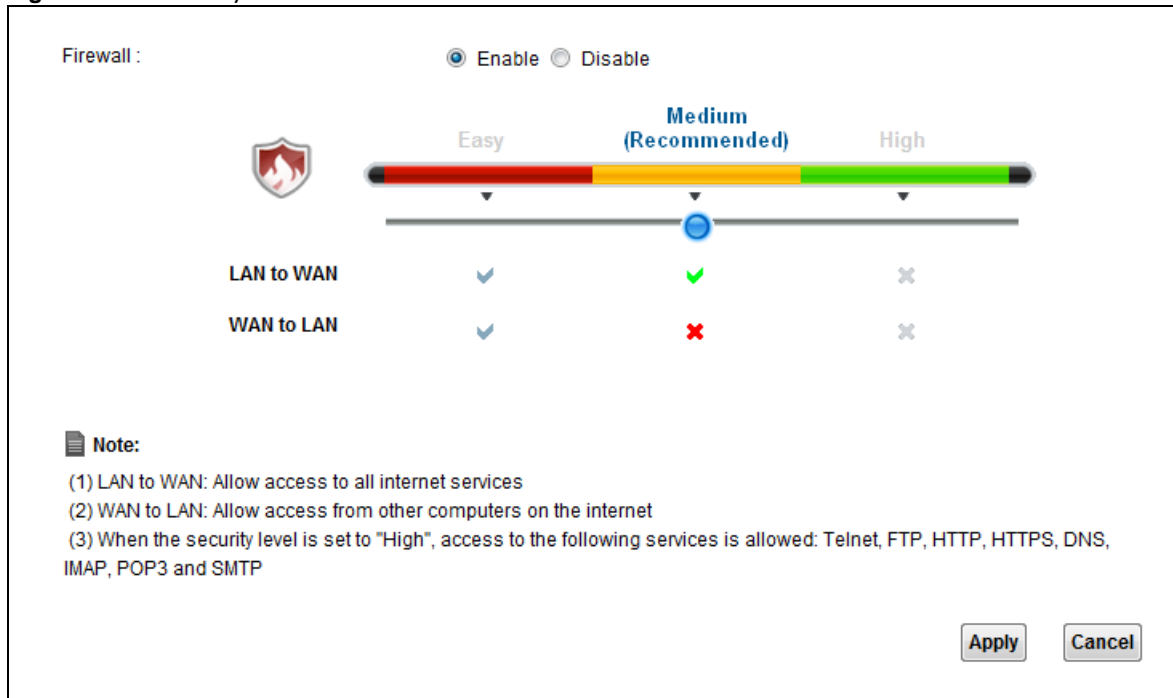 Firewall :
Enable Disable
Medium
Easy (Recommended) High
LAN to WAN
WAN to LAN
Note:
(1) LAN to WAN: Allow access to all internet services
(2) WAN to LAN: Allow access from other computers on the internet
(3) When the security level is set to "High", access to the following services is allowed: Telnet, FTP, HTTP, HTTPS, DNS,
IMAP, POP3 and SMTP
Apply Cancel